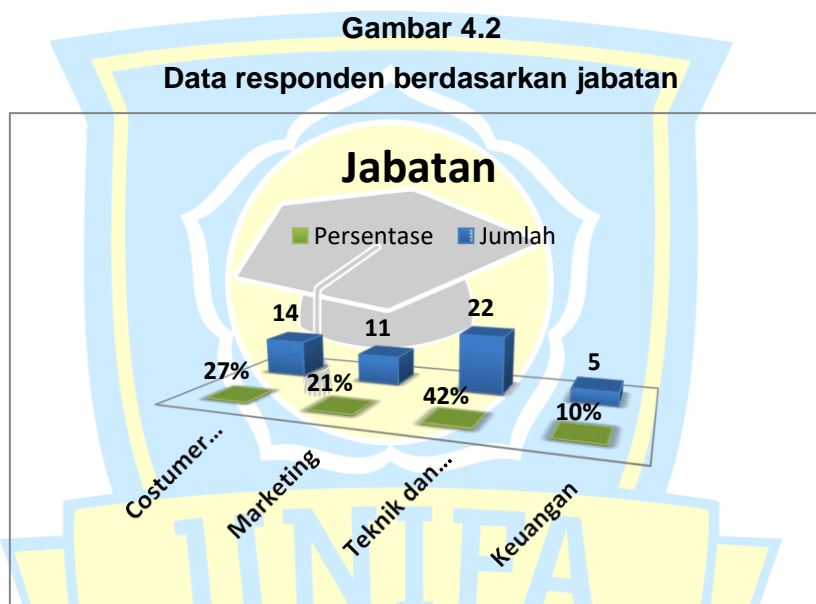 Gambar 4.2
Data responden berdasarkan jabatan
Jabatan
Persentase Jumlah
14 11 22 5
27% 21% 42% 10%
Costumer... Marketing Teknik dan... Keuangan
UNIFA